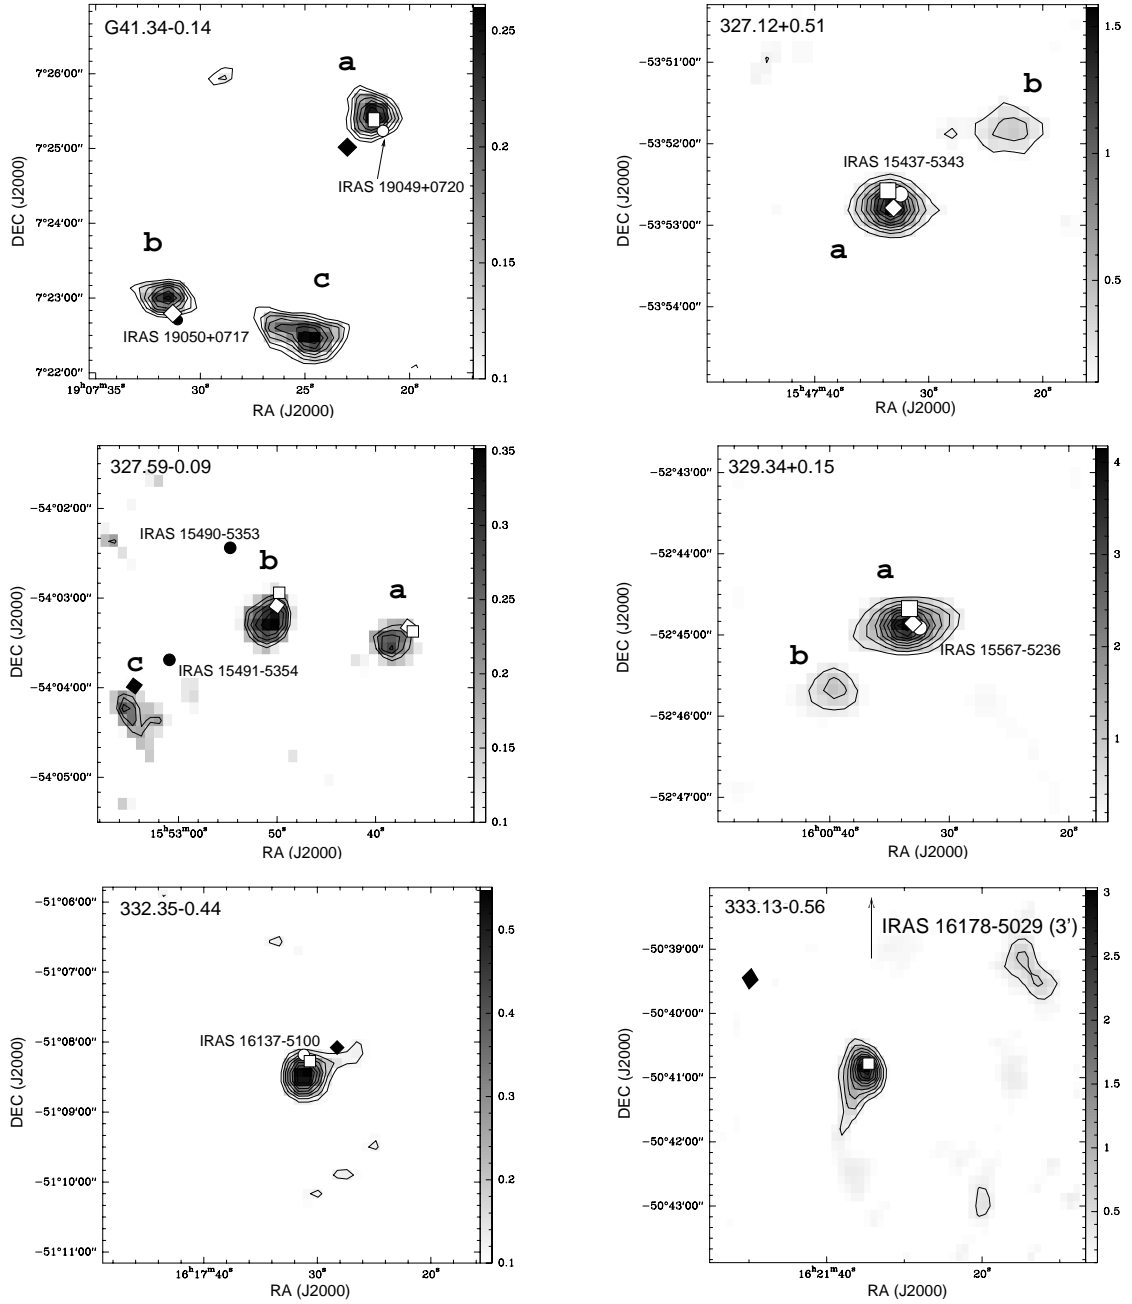 G41.34-0.14
a
b
c
IRAS 19049+0720
IRAS 19050+0717
7°26'00"
7°25'00"
7°24'00"
7°23'00"
7°22'00"
DEC (J2000)
19ʰ07ᵐ35ˢ
30ˢ
25ˢ
20ˢ
RA (J2000)
0.25
0.2
0.15
0.1
327.12+0.51
b
IRAS 15437-5343
a
−53°51'00"
−53°52'00"
−53°53'00"
−53°54'00"
DEC (J2000)
15ʰ47ᵐ40ˢ
30ˢ
20ˢ
RA (J2000)
1.5
1
0.5
327.59-0.09
IRAS 15490-5353
b
a
c
IRAS 15491-5354
−54°02'00"
−54°03'00"
−54°04'00"
−54°05'00"
DEC (J2000)
15ʰ53ᵐ00ˢ
50ˢ
40ˢ
RA (J2000)
0.35
0.3
0.25
0.2
0.15
0.1
329.34+0.15
a
IRAS 15567-5236
b
−52°43'00"
−52°44'00"
−52°45'00"
−52°46'00"
−52°47'00"
DEC (J2000)
16ʰ00ᵐ40ˢ
30ˢ
20ˢ
RA (J2000)
4
3
2
1
332.35-0.44
IRAS 16137-5100
−51°06'00"
−51°07'00"
−51°08'00"
−51°09'00"
−51°10'00"
−51°11'00"
DEC (J2000)
16ʰ17ᵐ40ˢ
30ˢ
20ˢ
RA (J2000)
0.5
0.4
0.3
0.2
0.1
333.13-0.56
IRAS 16178-5029 (3')
−50°39'00"
−50°40'00"
−50°41'00"
−50°42'00"
−50°43'00"
DEC (J2000)
16ʰ21ᵐ40ˢ
20ˢ
RA (J2000)
3
2.5
2
1.5
1
0.5